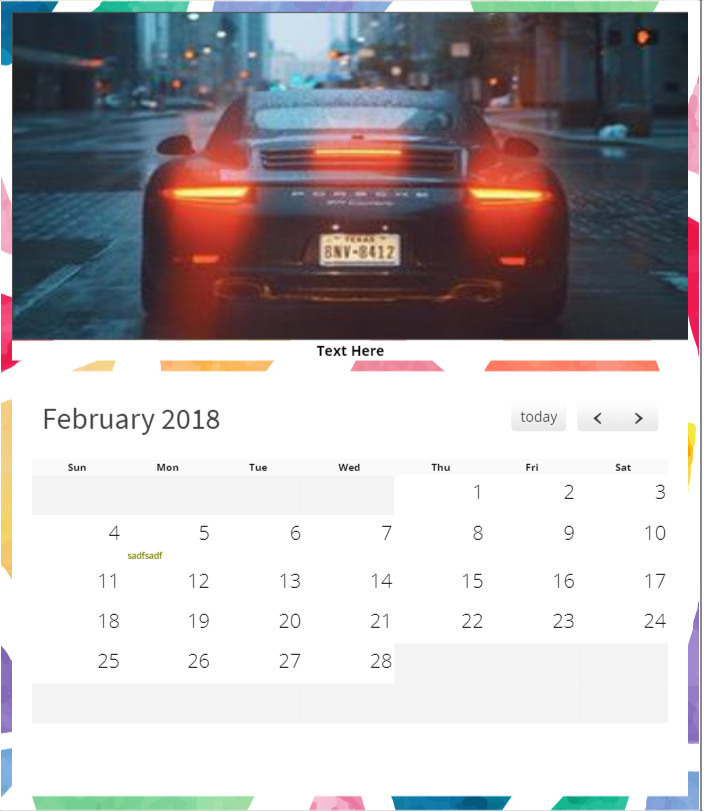 PORSCHE
TEXAS
8NV-8412
Text Here
February 2018
today
Sun Mon Tue Wed Thu Fri Sat
1 2 3
4 5 6 7 8 9 10
sadfsadf
11 12 13 14 15 16 17
18 19 20 21 22 23 24
25 26 27 28